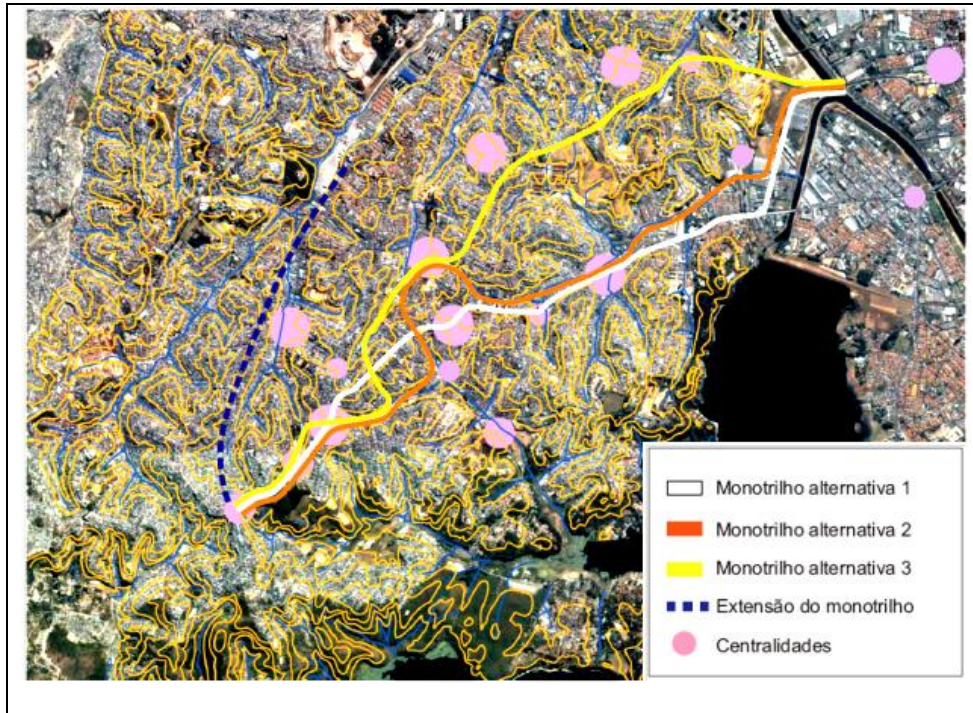 Monotrilho alternativa 1
Monotrilho alternativa 2
Monotrilho alternativa 3
Extensão do monotrilho
Centralidades